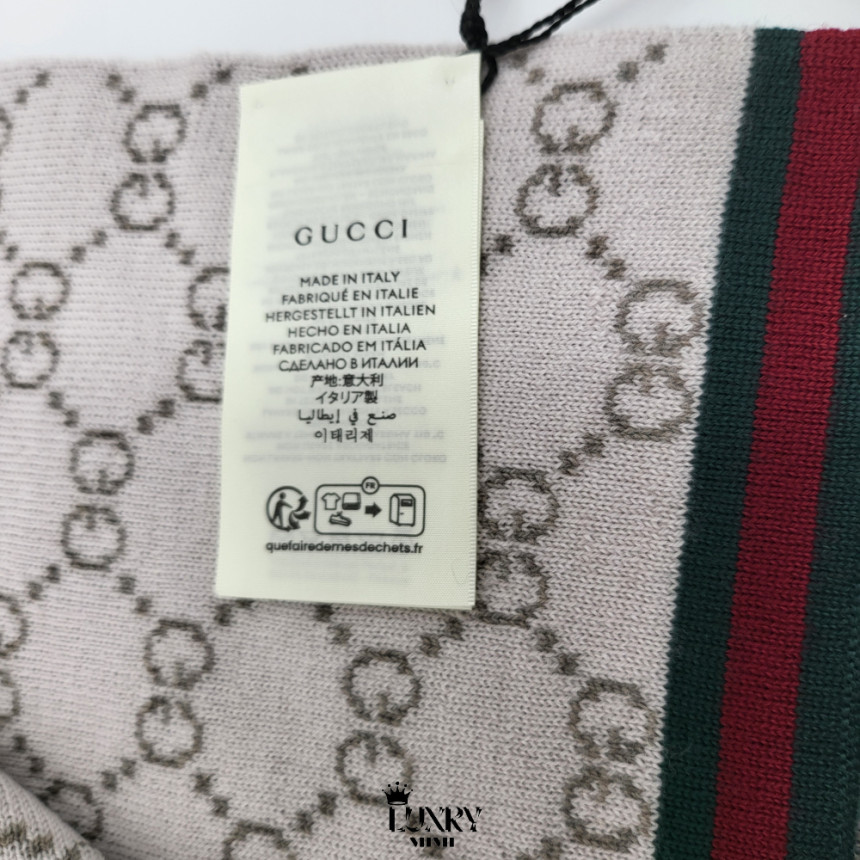 GUCCI
MADE IN ITALY
FABRIQUÉ EN ITALIE
HERGESTELLT IN ITALIEN
HECHO EN ITALIA
FABRICADO EM ITÁLIA
СДЕЛАНО В ИТАЛИИ
产地:意大利
イタリア製
صنع في إيطاليا
이태리제
FR
quefairedemesdechets.fr
LUXRY